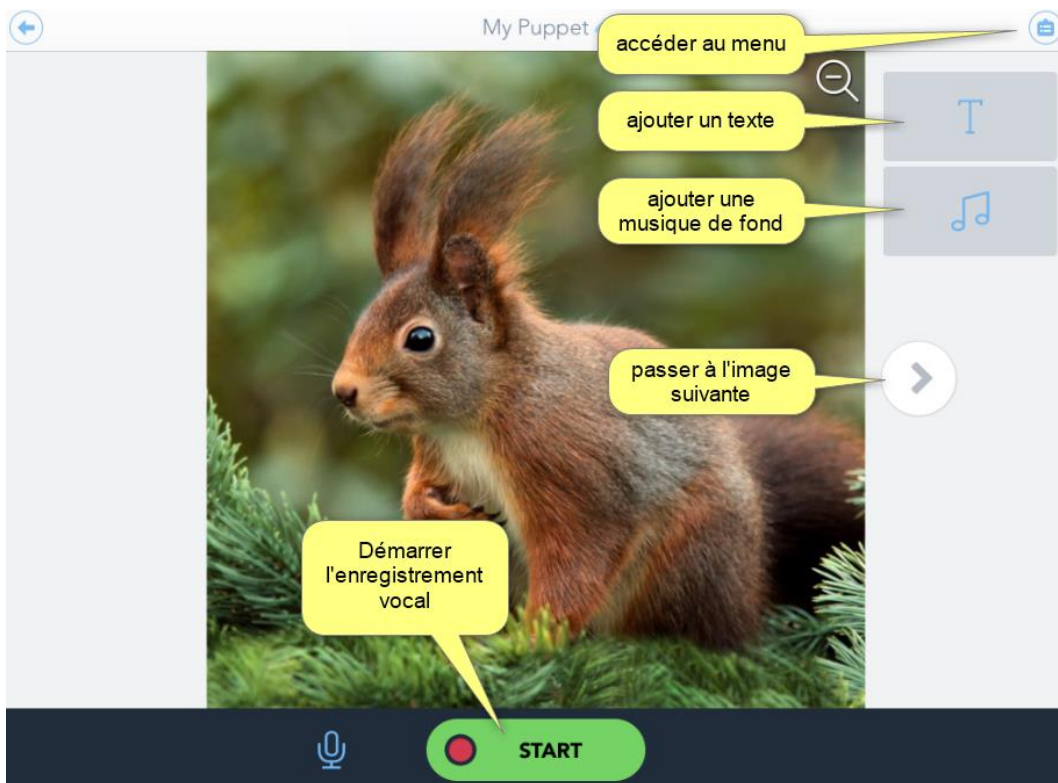 My Puppet
accéder au menu
ajouter un texte
T
ajouter une
musique de fond
passer à l'image
suivante
Démarrer
l'enregistrement
vocal
START